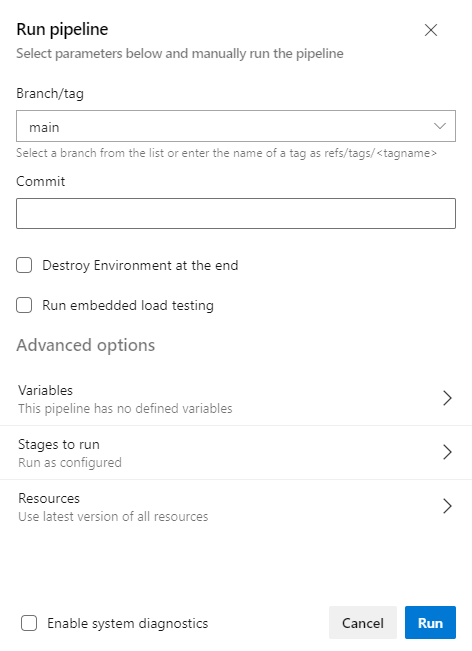 Run pipeline
Select parameters below and manually run the pipeline
Branch/tag
main
Select a branch from the list or enter the name of a tag as refs/tags/<tagname>
Commit
Destroy Environment at the end
Run embedded load testing
Advanced options
Variables
This pipeline has no defined variables
Stages to run
Run as configured
Resources
Use latest version of all resources
Enable system diagnostics
Cancel
Run